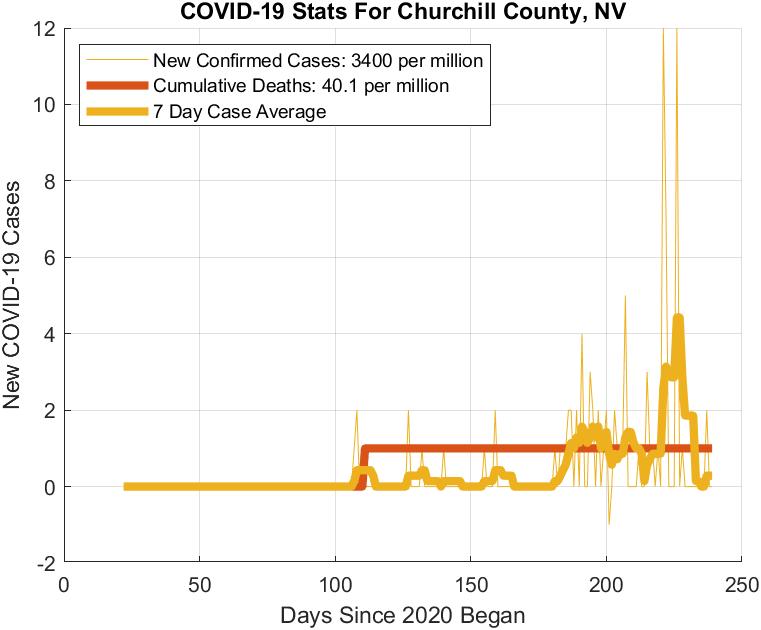 COVID-19 Stats For Churchill County, NV
New Confirmed Cases: 3400 per million
Cumulative Deaths: 40.1 per million
7 Day Case Average
New COVID-19 Cases
12
10
8
6
4
2
0
-2
0 50 100 150 200 250
Days Since 2020 Began